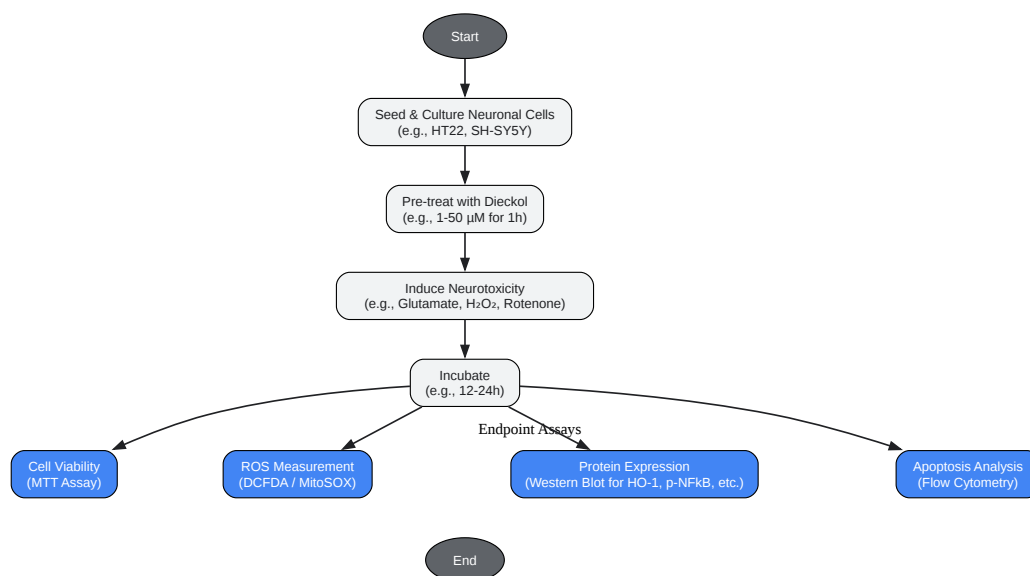 Start
Seed & Culture Neuronal Cells
(e.g., HT22, SH-SY5Y)
Pre-treat with Dieckol
(e.g., 1-50 µM for 1h)
Induce Neurotoxicity
(e.g., Glutamate, H₂O₂, Rotenone)
Incubate
(e.g., 12-24h)
Endpoint Assays
Cell Viability
(MTT Assay)
ROS Measurement
(DCFDA / MitoSOX)
Protein Expression
(Western Blot for HO-1, p-NFkB, etc.)
Apoptosis Analysis
(Flow Cytometry)
End